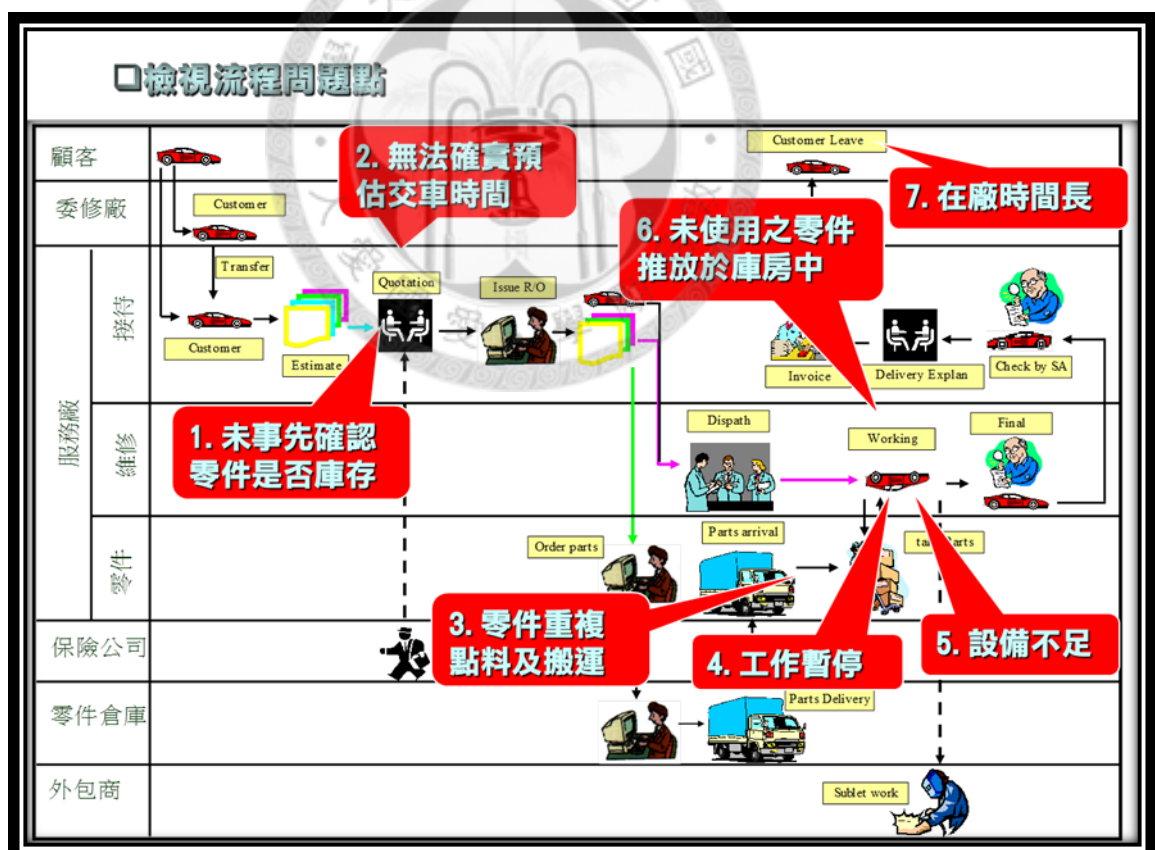 □檢視流程問題點
顧客
Customer Leave
2. 無法確實預
估交車時間
7. 在廠時間長
委修廠
Customer
6. 未使用之零件
推放於庫房中
服務廠
接待
Transfer
Quotation
Issue R/O
Customer
Estimate
Invoice
Delivery Explan
Check by SA
1. 未事先確認
零件是否庫存
維修
Dispath
Working
Final
零件
Order parts
Parts arrival
3. 零件重複
點料及搬運
4. 工作暫停
5. 設備不足
保險公司
零件倉庫
Parts Delivery
外包商
Sublet work